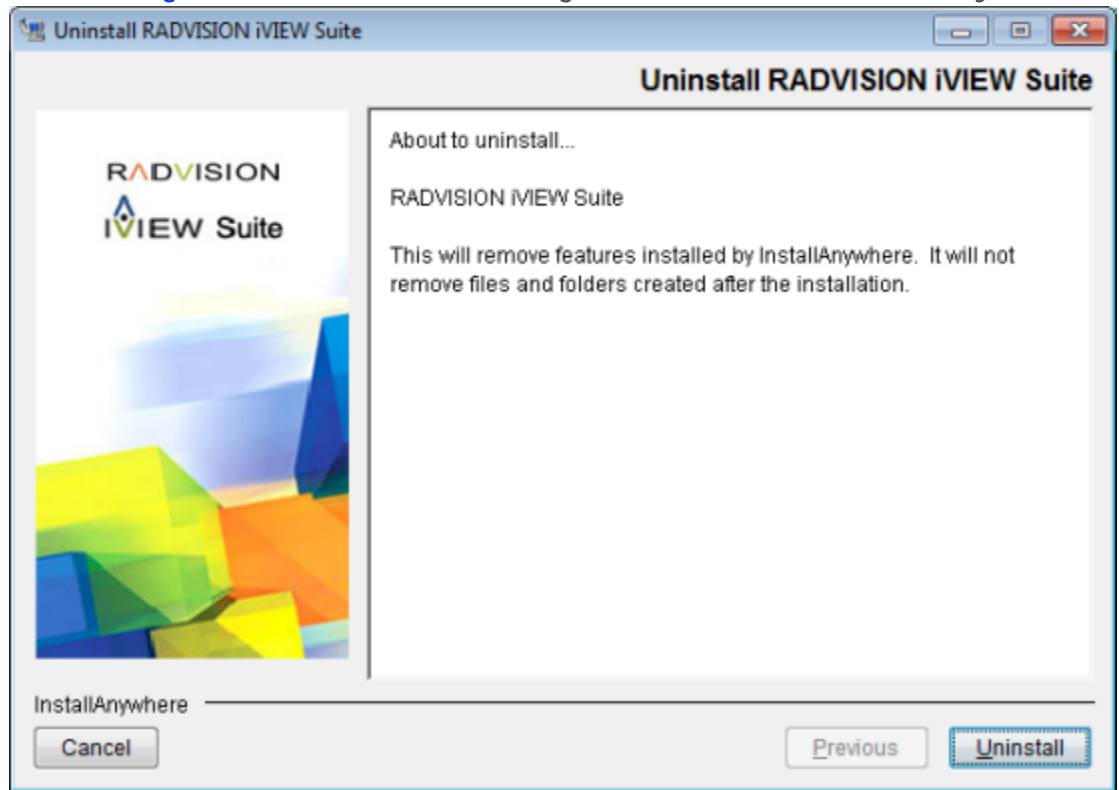 Uninstall RADVISION iVIEW Suite
Uninstall RADVISION iVIEW Suite
RADVISION
iVIEW Suite
About to uninstall...
RADVISION iVIEW Suite
This will remove features installed by InstallAnywhere. It will not
remove files and folders created after the installation.
InstallAnywhere
Cancel
Previous
Uninstall